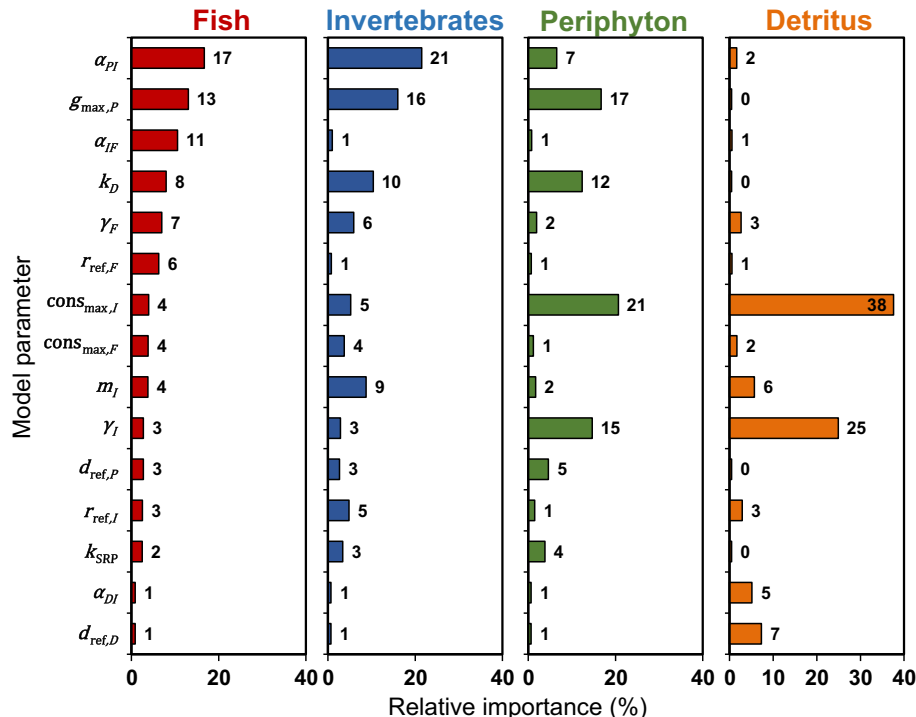 Fish Invertebrates Periphyton Detritus
α_PI 17 21 7 2
g_max,P 13 16 17 0
α_IF 11 1 1 1
k_D 8 10 12 0
γ_F 7 6 2 3
r_ref,F 6 1 1 1
cons_max,I 4 5 21 38
cons_max,F 4 4 1 2
m_I 4 9 2 6
γ_I 3 3 15 25
d_ref,P 3 3 5 0
r_ref,I 3 5 1 3
k_SRP 2 3 4 0
α_DI 1 1 1 5
d_ref,D 1 1 1 7
Model parameter
0 20 40 0 20 40 0 20 40 0 10 20 30 40
Relative importance (%)